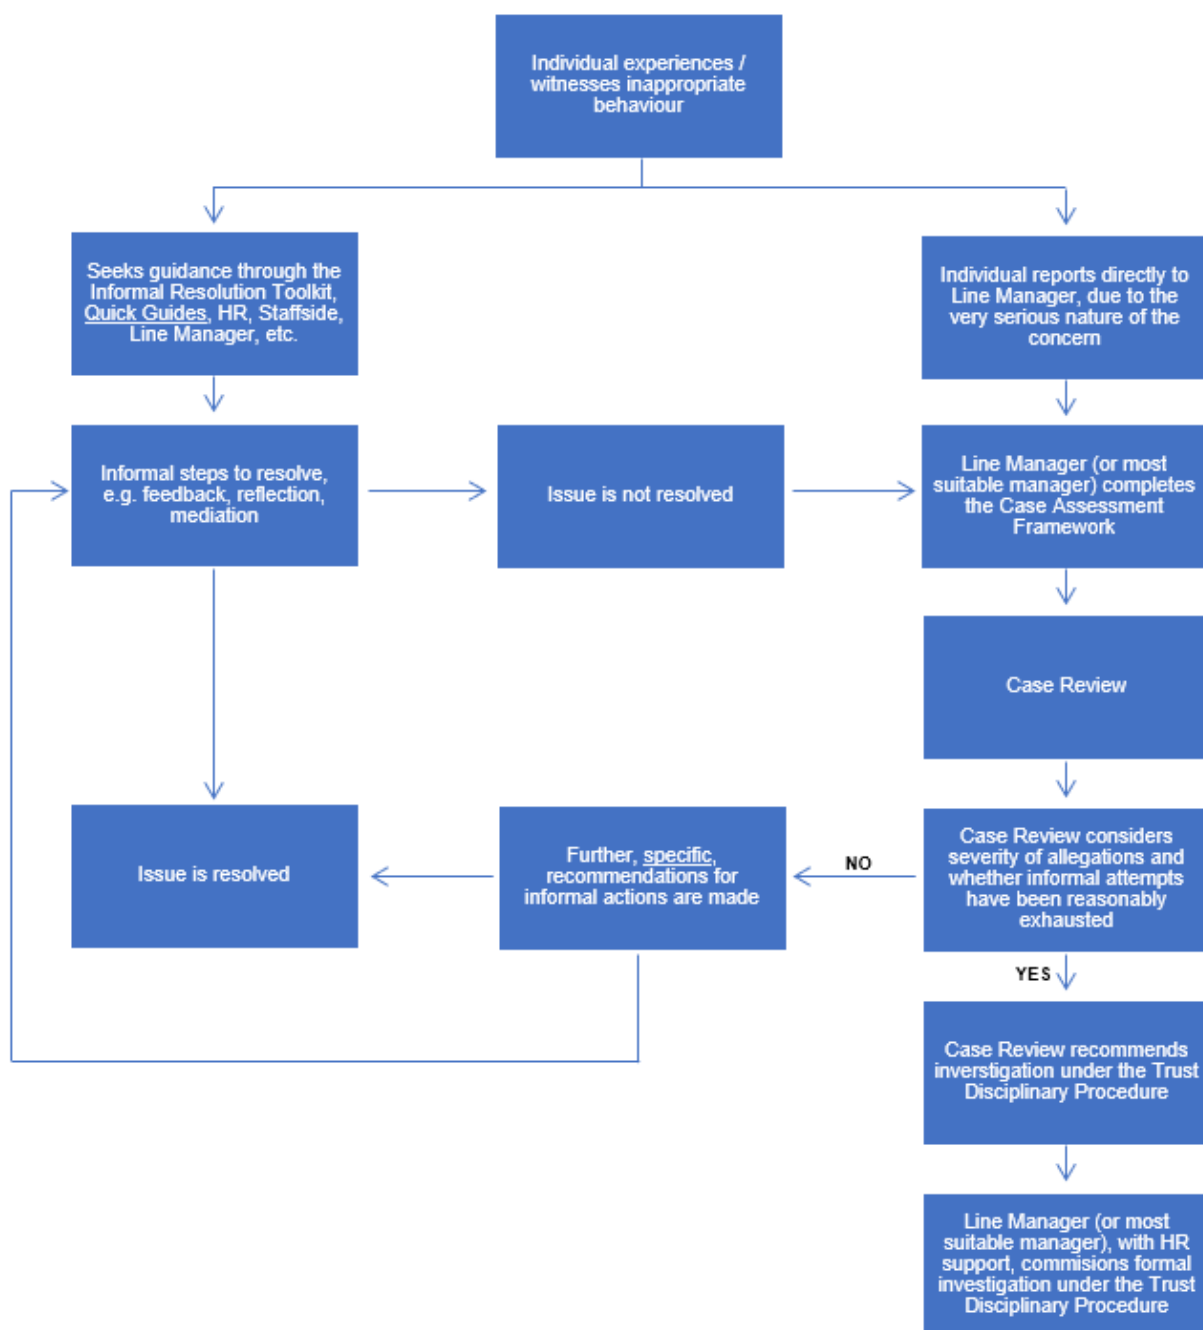 Individual experiences /
witnesses inappropriate
behaviour
Seeks guidance through the
Informal Resolution Toolkit,
Quick Guides, HR, Staffside,
Line Manager, etc.
Individual reports directly to
Line Manager, due to the
very serious nature of the
concern
Informal steps to resolve,
e.g. feedback, reflection,
mediation
Issue is not resolved
Line Manager (or most
suitable manager) completes
the Case Assessment
Framework
Case Review
Issue is resolved
Further, specific,
recommendations for
informal actions are made
NO
Case Review considers
severity of allegations and
whether informal attempts
have been reasonably
exhausted
YES
Case Review recommends
inverstigation under the Trust
Disciplinary Procedure
Line Manager (or most
suitable manager), with HR
support, commisions formal
investigation under the Trust
Disciplinary Procedure